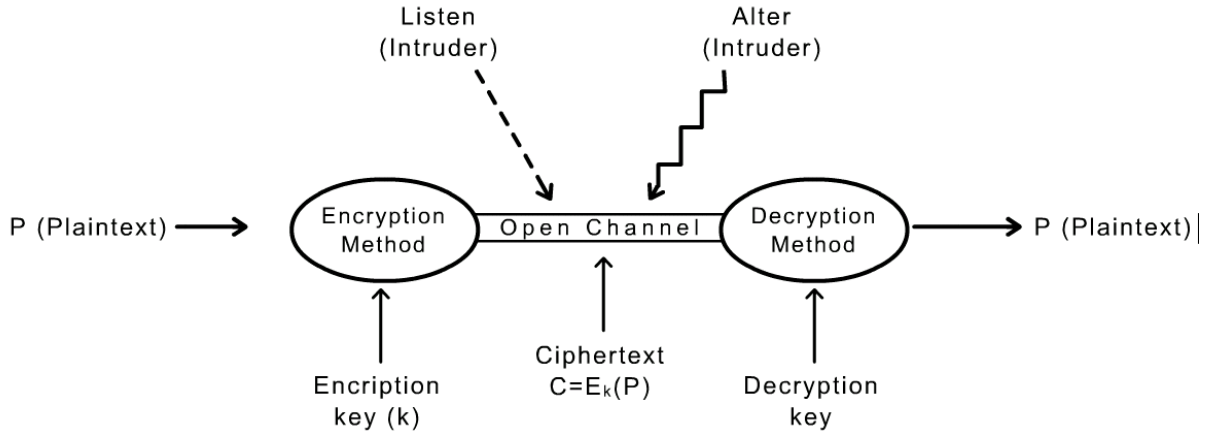 Listen
(Intruder)
Alter
(Intruder)
P (Plaintext)
Encryption
Method
Open Channel
Decryption
Method
P (Plaintext)
Encription
key (k)
Ciphertext
C=Eₖ(P)
Decryption
key